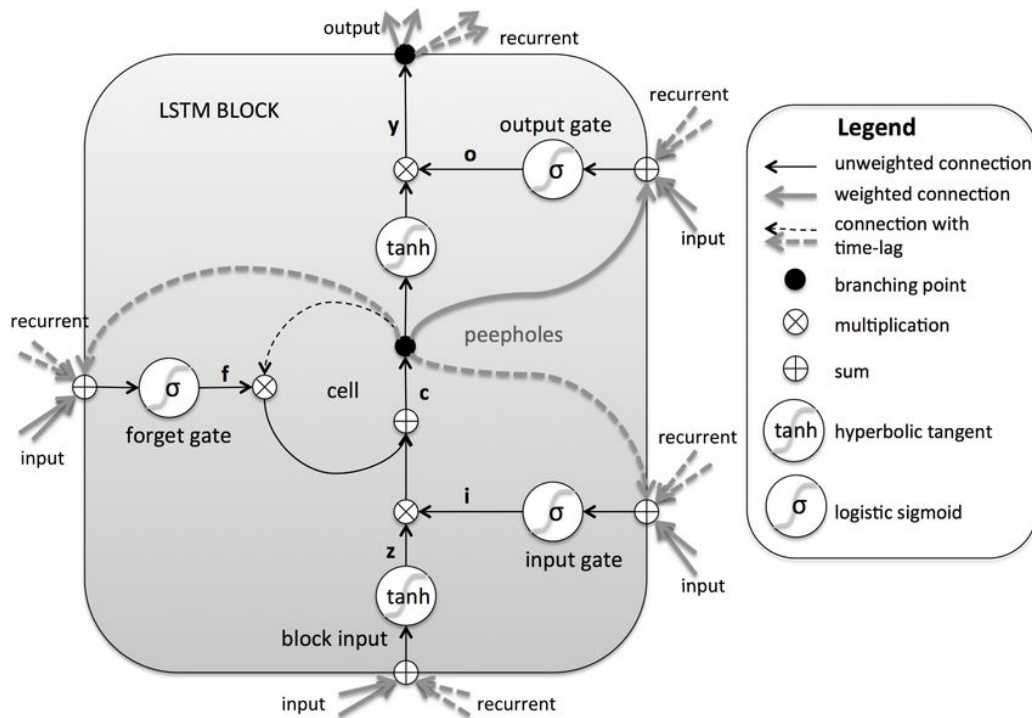 output
recurrent
LSTM BLOCK
recurrent
y
output gate
o
σ
input
tanh
recurrent
peepholes
f
σ
cell
c
forget gate
input
recurrent
i
σ
z
input gate
tanh
input
block input
input
recurrent
Legend
unweighted connection
weighted connection
connection with
time-lag
branching point
multiplication
sum
tanh
hyperbolic tangent
σ
logistic sigmoid